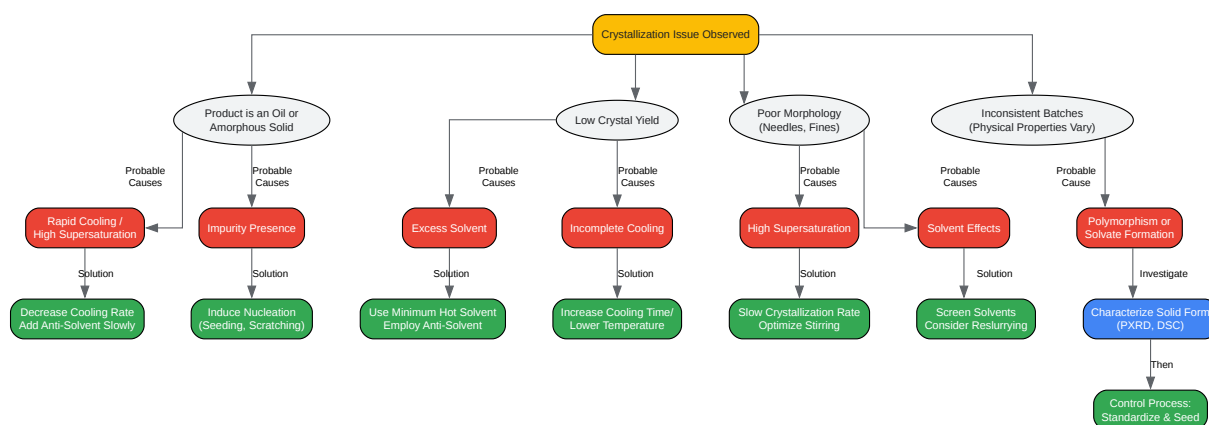 Crystallization Issue Observed
Product is an Oil or
Amorphous Solid
Low Crystal Yield
Poor Morphology
(Needles, Fines)
Inconsistent Batches
(Physical Properties Vary)
Probable
Causes
Probable
Causes
Probable
Causes
Probable
Causes
Probable
Causes
Probable
Causes
Probable
Cause
Rapid Cooling /
High Supersaturation
Impurity Presence
Excess Solvent
Incomplete Cooling
High Supersaturation
Solvent Effects
Polymorphism or
Solvate Formation
Solution
Solution
Solution
Solution
Solution
Solution
Investigate
Decrease Cooling Rate
Add Anti-Solvent Slowly
Induce Nucleation
(Seeding, Scratching)
Use Minimum Hot Solvent
Employ Anti-Solvent
Increase Cooling Time/
Lower Temperature
Slow Crystallization Rate
Optimize Stirring
Screen Solvents
Consider Reslurrying
Characterize Solid Form
(PXRD, DSC)
Then
Control Process:
Standardize & Seed